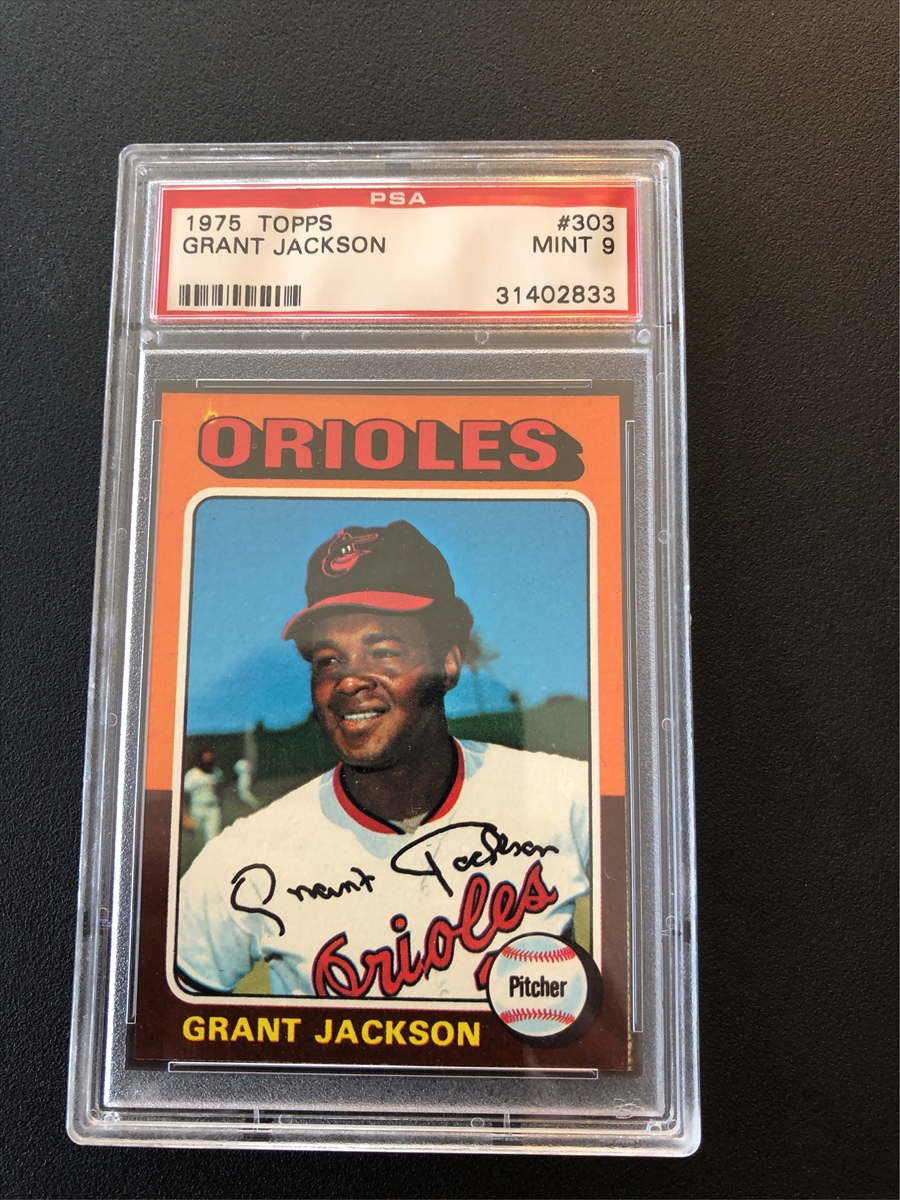 PSA
1975 TOPPS #303
GRANT JACKSON MINT 9
31402833
ORIOLES
Grant Jackson
Orioles
Pitcher
GRANT JACKSON